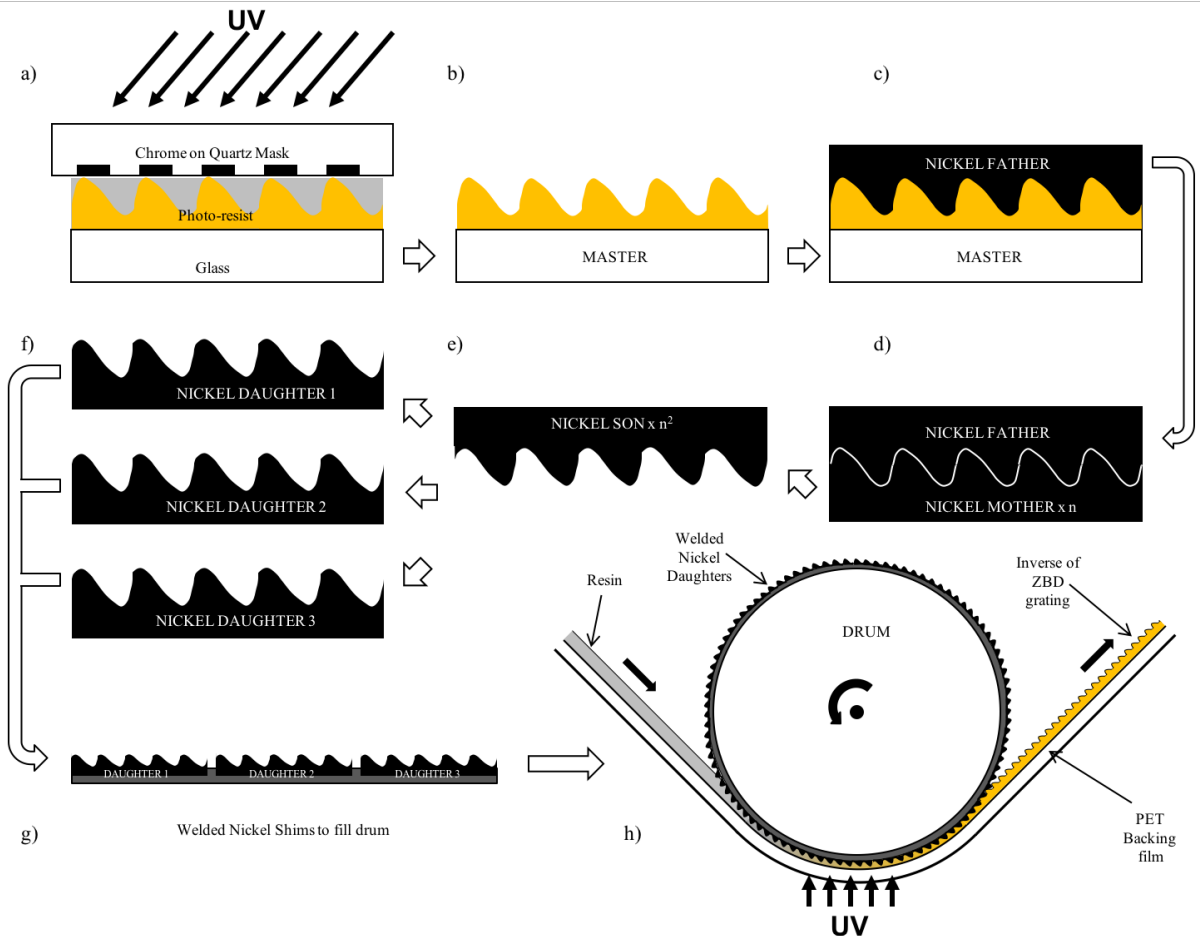 UV
a)
b)
c)
Chrome on Quartz Mask
Photo-resist
Glass
MASTER
NICKEL FATHER
MASTER
f)
e)
d)
NICKEL DAUGHTER 1
NICKEL DAUGHTER 2
NICKEL DAUGHTER 3
NICKEL SON x n²
NICKEL FATHER
NICKEL MOTHER x n
DAUGHTER 1
DAUGHTER 2
DAUGHTER 3
g)
Welded Nickel Shims to fill drum
h)
Resin
Welded
Nickel
Daughters
DRUM
Inverse of
ZBD
grating
PET
Backing
film
UV